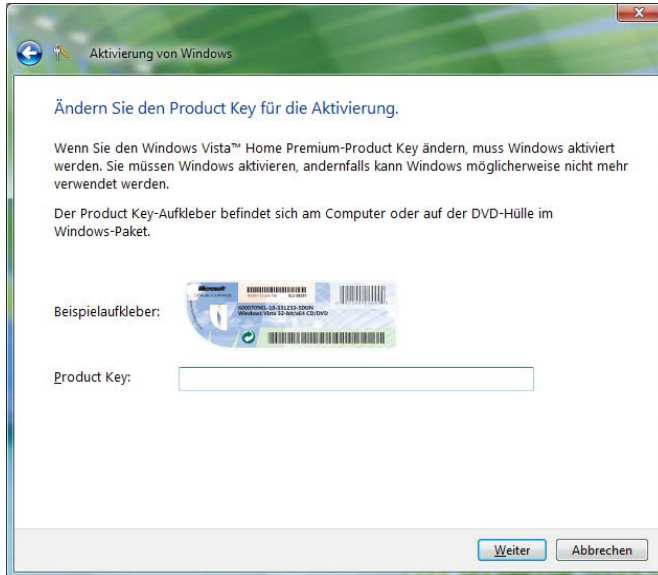 Aktivierung von Windows
Ändern Sie den Product Key für die Aktivierung.
Wenn Sie den Windows Vista™ Home Premium-Product Key ändern, muss Windows aktiviert
werden. Sie müssen Windows aktivieren, andernfalls kann Windows möglicherweise nicht mehr
verwendet werden.
Der Product Key-Aufkleber befindet sich am Computer oder auf der DVD-Hülle im
Windows-Paket.
Beispielaufkleber:
Microsoft
Windows Vista 32-bit/x64 CD/DVD
Product Key:
Weiter
Abbrechen